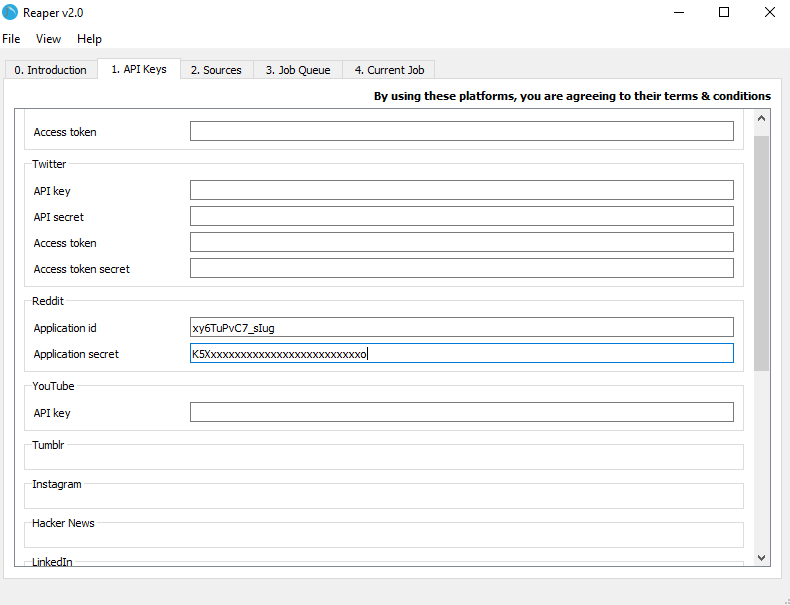 Reaper v2.0
File View Help
0. Introduction 1. API Keys 2. Sources 3. Job Queue 4. Current Job
By using these platforms, you are agreeing to their terms & conditions
Access token
Twitter
API key
API secret
Access token
Access token secret
Reddit
Application id xy6TuPvC7_sIug
Application secret K5Xxxxxxxxxxxxxxxxxxxxxxxxxo
YouTube
API key
Tumblr
Instagram
Hacker News
LinkedIn